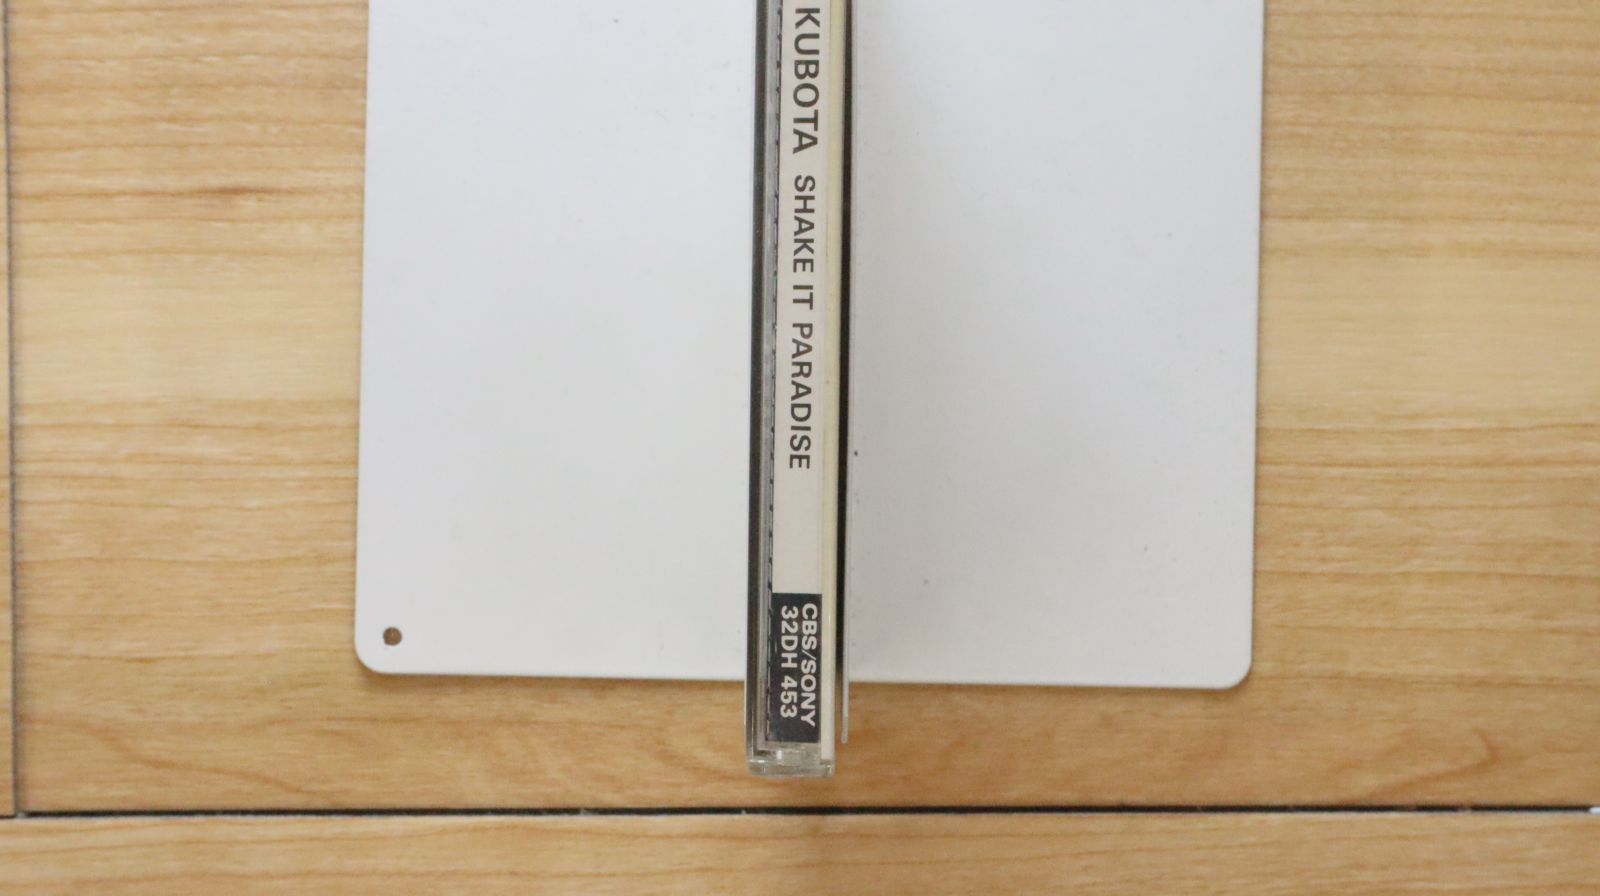 KUBOTA SHAKE IT PARADISE
CBS/SONY
32DH 453